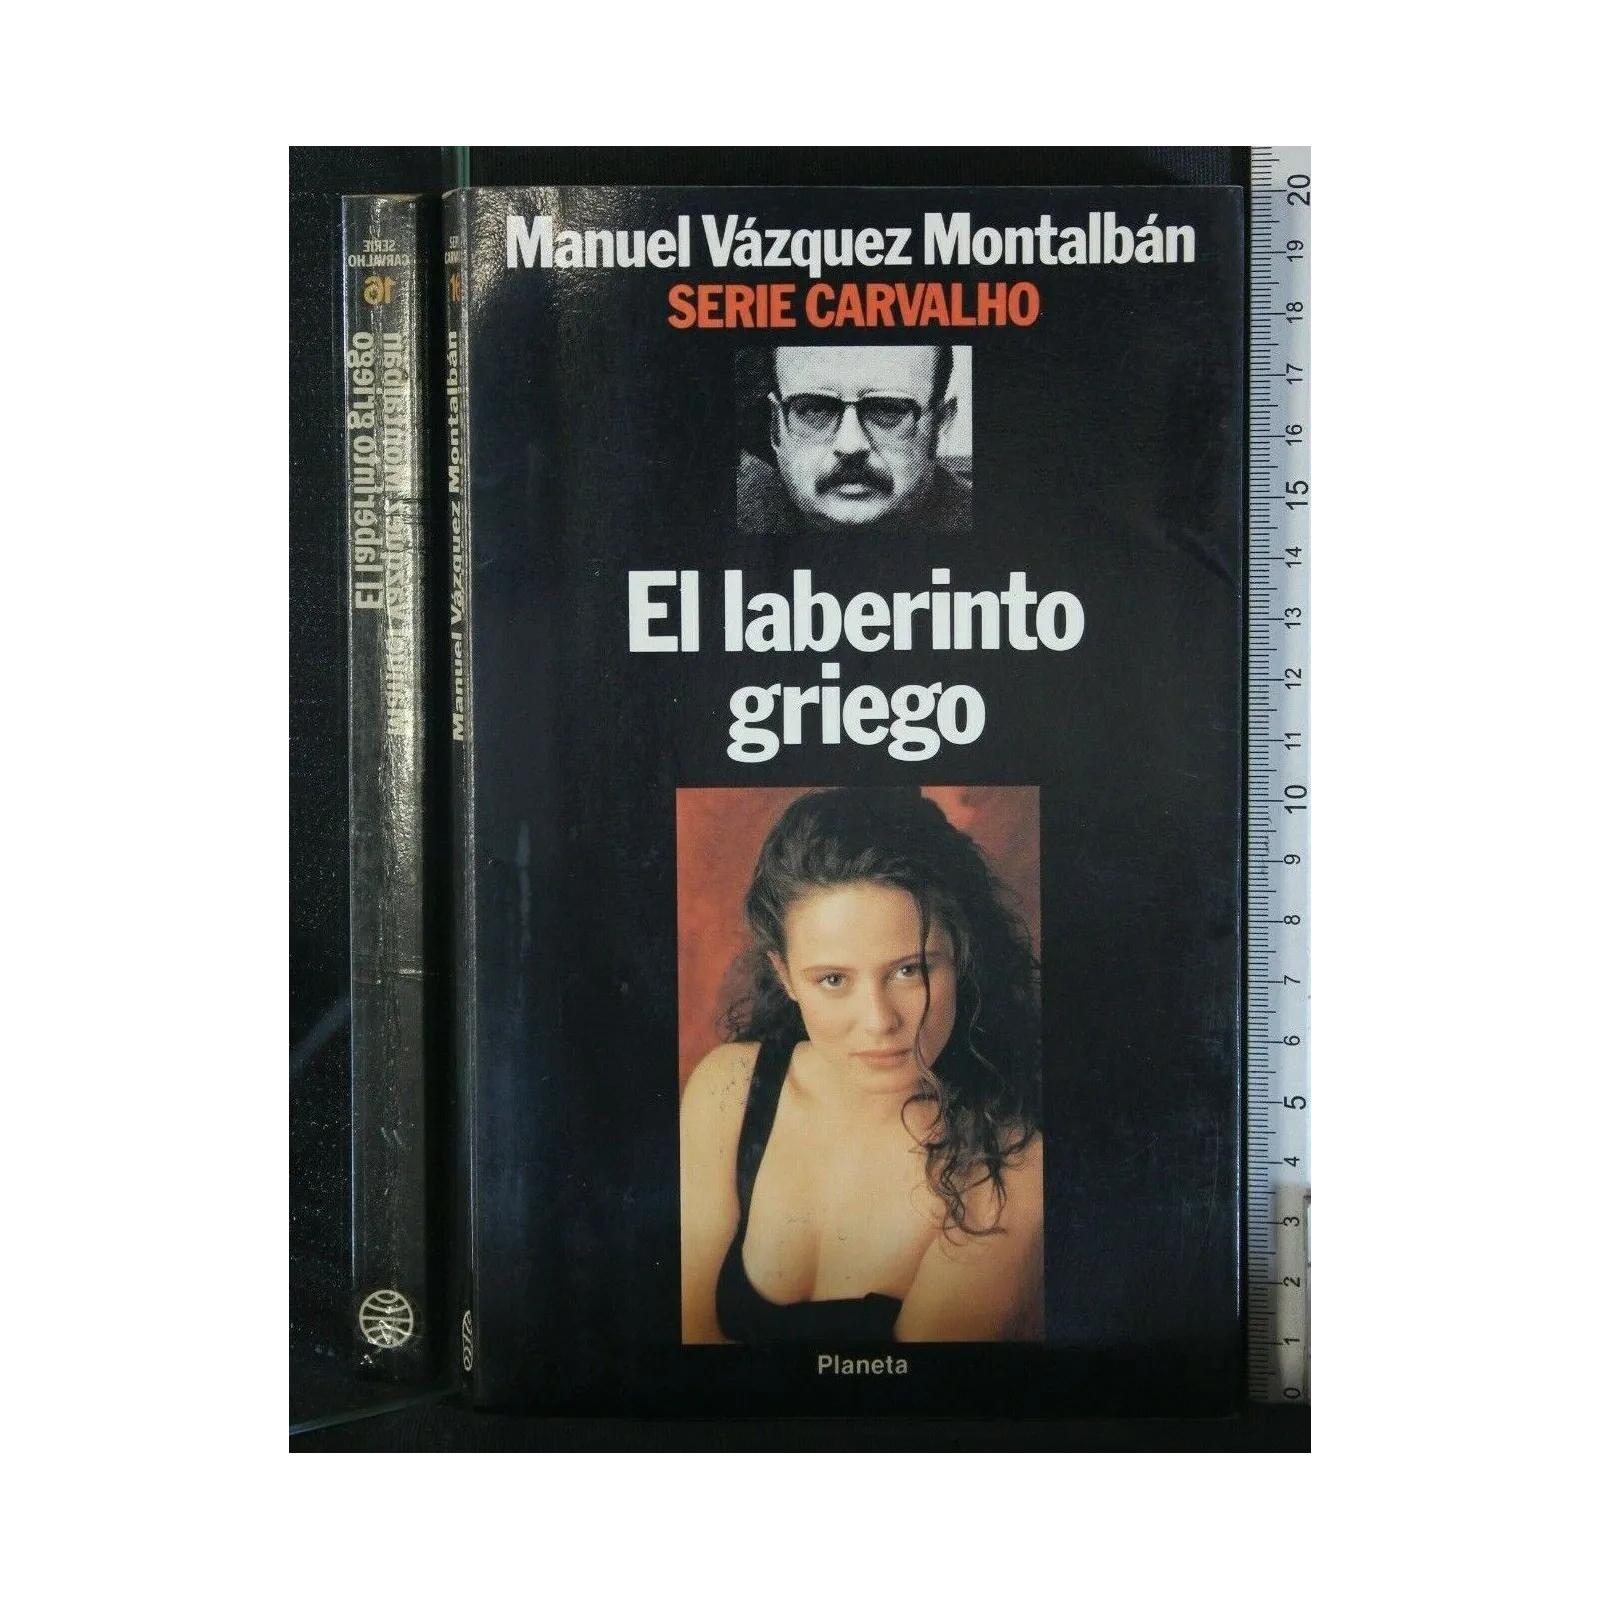 Manuel Vázquez Montalbán
SERIE CARVALHO
El laberinto
griego
Planeta
Manuel Vázquez Montalbán
SERIE
CARVALHO
16
El laberinto griego
Manuel Vázquez Montalbán
20
19
18
17
16
15
14
13
12
11
10
9
8
7
6
5
4
3
2
1
0